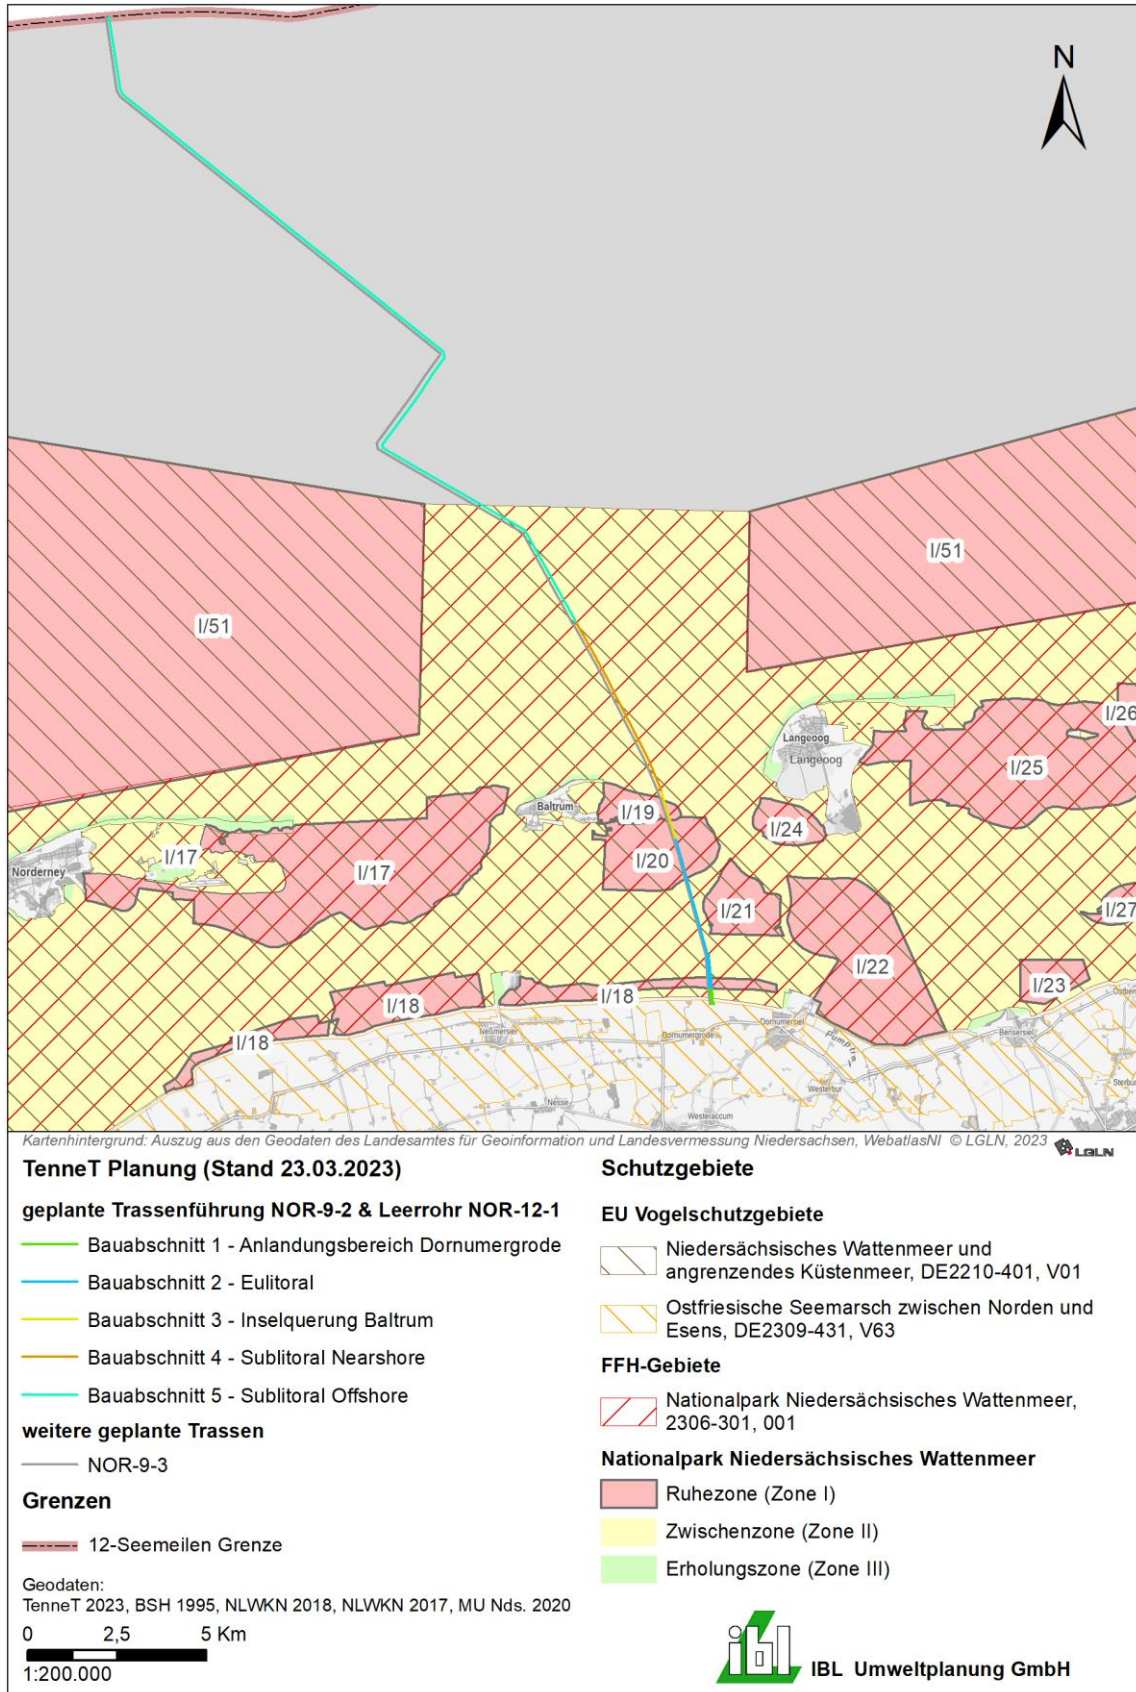 N
I/51
I/51
I/26
Langeoog
Langeoog
I/25
Baltrum
I/19
I/24
I/17
I/17
I/20
Norderney
I/21
I/27
I/22
I/23
I/18
I/18
I/18
Neßmersiel
Dornumergrode
Dornumersiel
Bensersiel
Pumptis
Westerbur
Nesse
Westeraccum
Kartenhintergrund: Auszug aus den Geodaten des Landesamtes für Geoinformation und Landesvermessung Niedersachsen, WebatlasNI © LGLN, 2023
LGLN
TenneT Planung (Stand 23.03.2023)
geplante Trassenführung NOR-9-2 & Leerrohr NOR-12-1
Bauabschnitt 1 - Anlandungsbereich Dornumergrode
Bauabschnitt 2 - Eulitoral
Bauabschnitt 3 - Inselquerung Baltrum
Bauabschnitt 4 - Sublitoral Nearshore
Bauabschnitt 5 - Sublitoral Offshore
weitere geplante Trassen
NOR-9-3
Grenzen
12-Seemeilen Grenze
Geodaten:
TenneT 2023, BSH 1995, NLWKN 2018, NLWKN 2017, MU Nds. 2020
0 2,5 5 Km
1:200.000
Schutzgebiete
EU Vogelschutzgebiete
Niedersächsisches Wattenmeer und
angrenzendes Küstenmeer, DE2210-401, V01
Ostfriesische Seemarsch zwischen Norden und
Esens, DE2309-431, V63
FFH-Gebiete
Nationalpark Niedersächsisches Wattenmeer,
2306-301, 001
Nationalpark Niedersächsisches Wattenmeer
Ruhezone (Zone I)
Zwischenzone (Zone II)
Erholungszone (Zone III)
ibl
IBL Umweltplanung GmbH